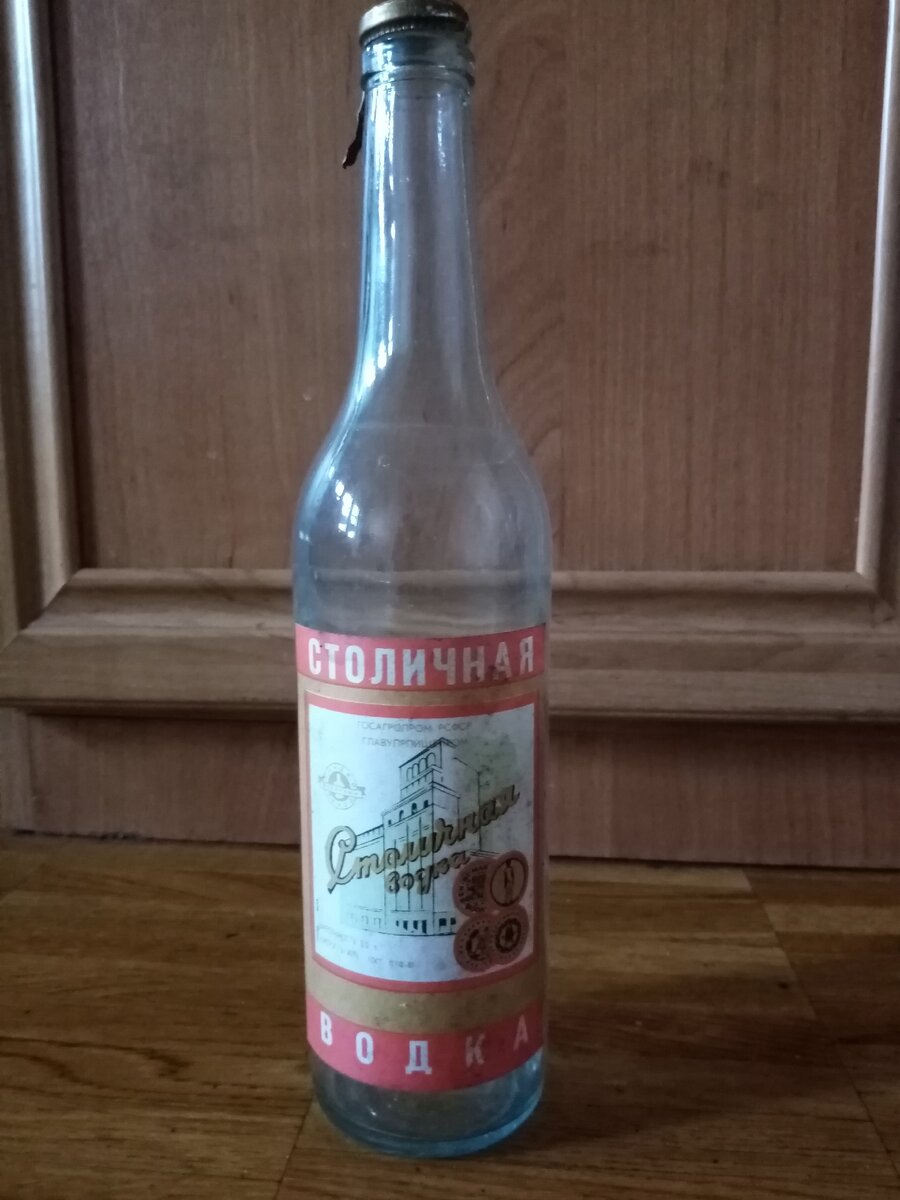 СТОЛИЧНАЯ
ГОСАГРОПРОМ РСФСР
Столичная
водка
ВОДКА